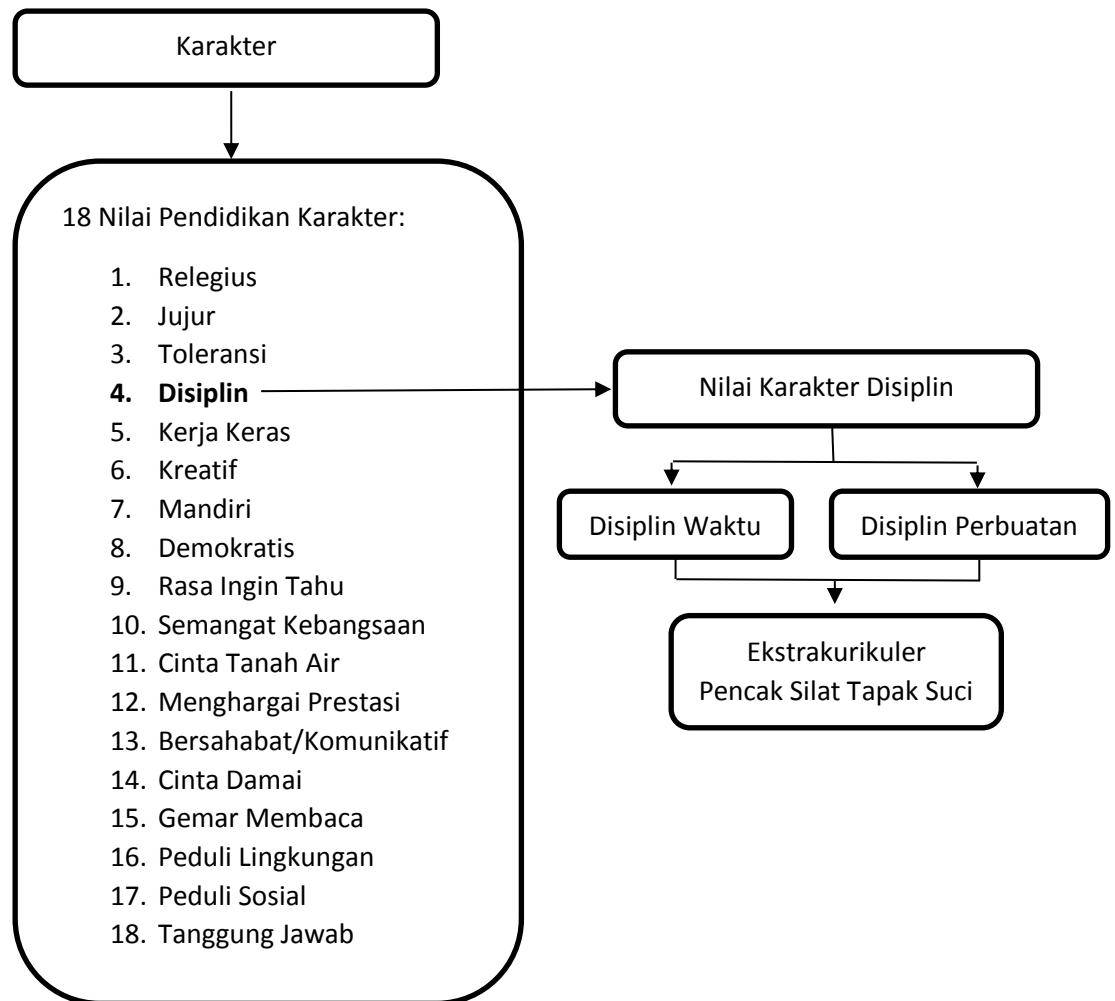 Karakter
18 Nilai Pendidikan Karakter:
1. Relegius
2. Jujur
3. Toleransi
4. Disiplin
5. Kerja Keras
6. Kreatif
7. Mandiri
8. Demokratis
9. Rasa Ingin Tahu
10. Semangat Kebangsaan
11. Cinta Tanah Air
12. Menghargai Prestasi
13. Bersahabat/Komunikatif
14. Cinta Damai
15. Gemar Membaca
16. Peduli Lingkungan
17. Peduli Sosial
18. Tanggung Jawab
Nilai Karakter Disiplin
Disiplin Waktu
Disiplin Perbuatan
Ekstrakurikuler
Pencak Silat Tapak Suci